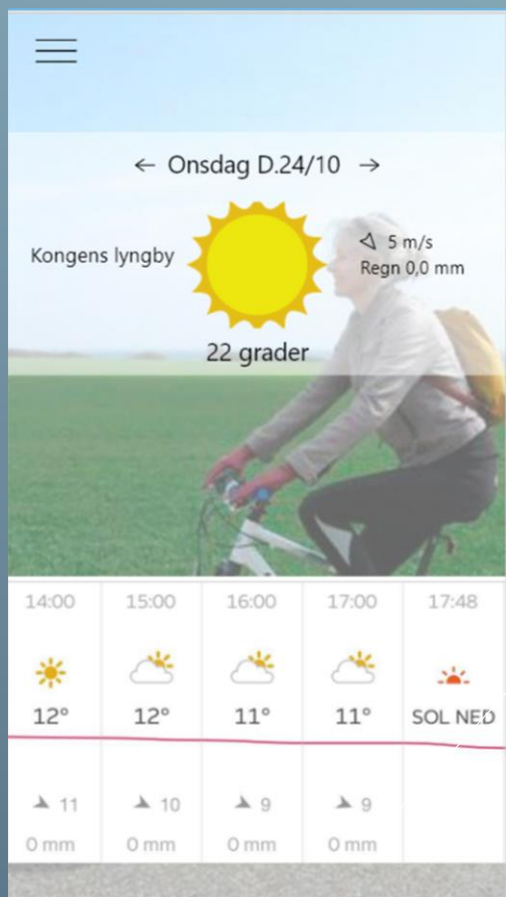 ← Onsdag D.24/10 →
Kongens lyngby
5 m/s
Regn 0,0 mm
22 grader
14:00 15:00 16:00 17:00 17:48
12° 12° 11° 11° SOL NED
11 10 9 9
0 mm 0 mm 0 mm 0 mm